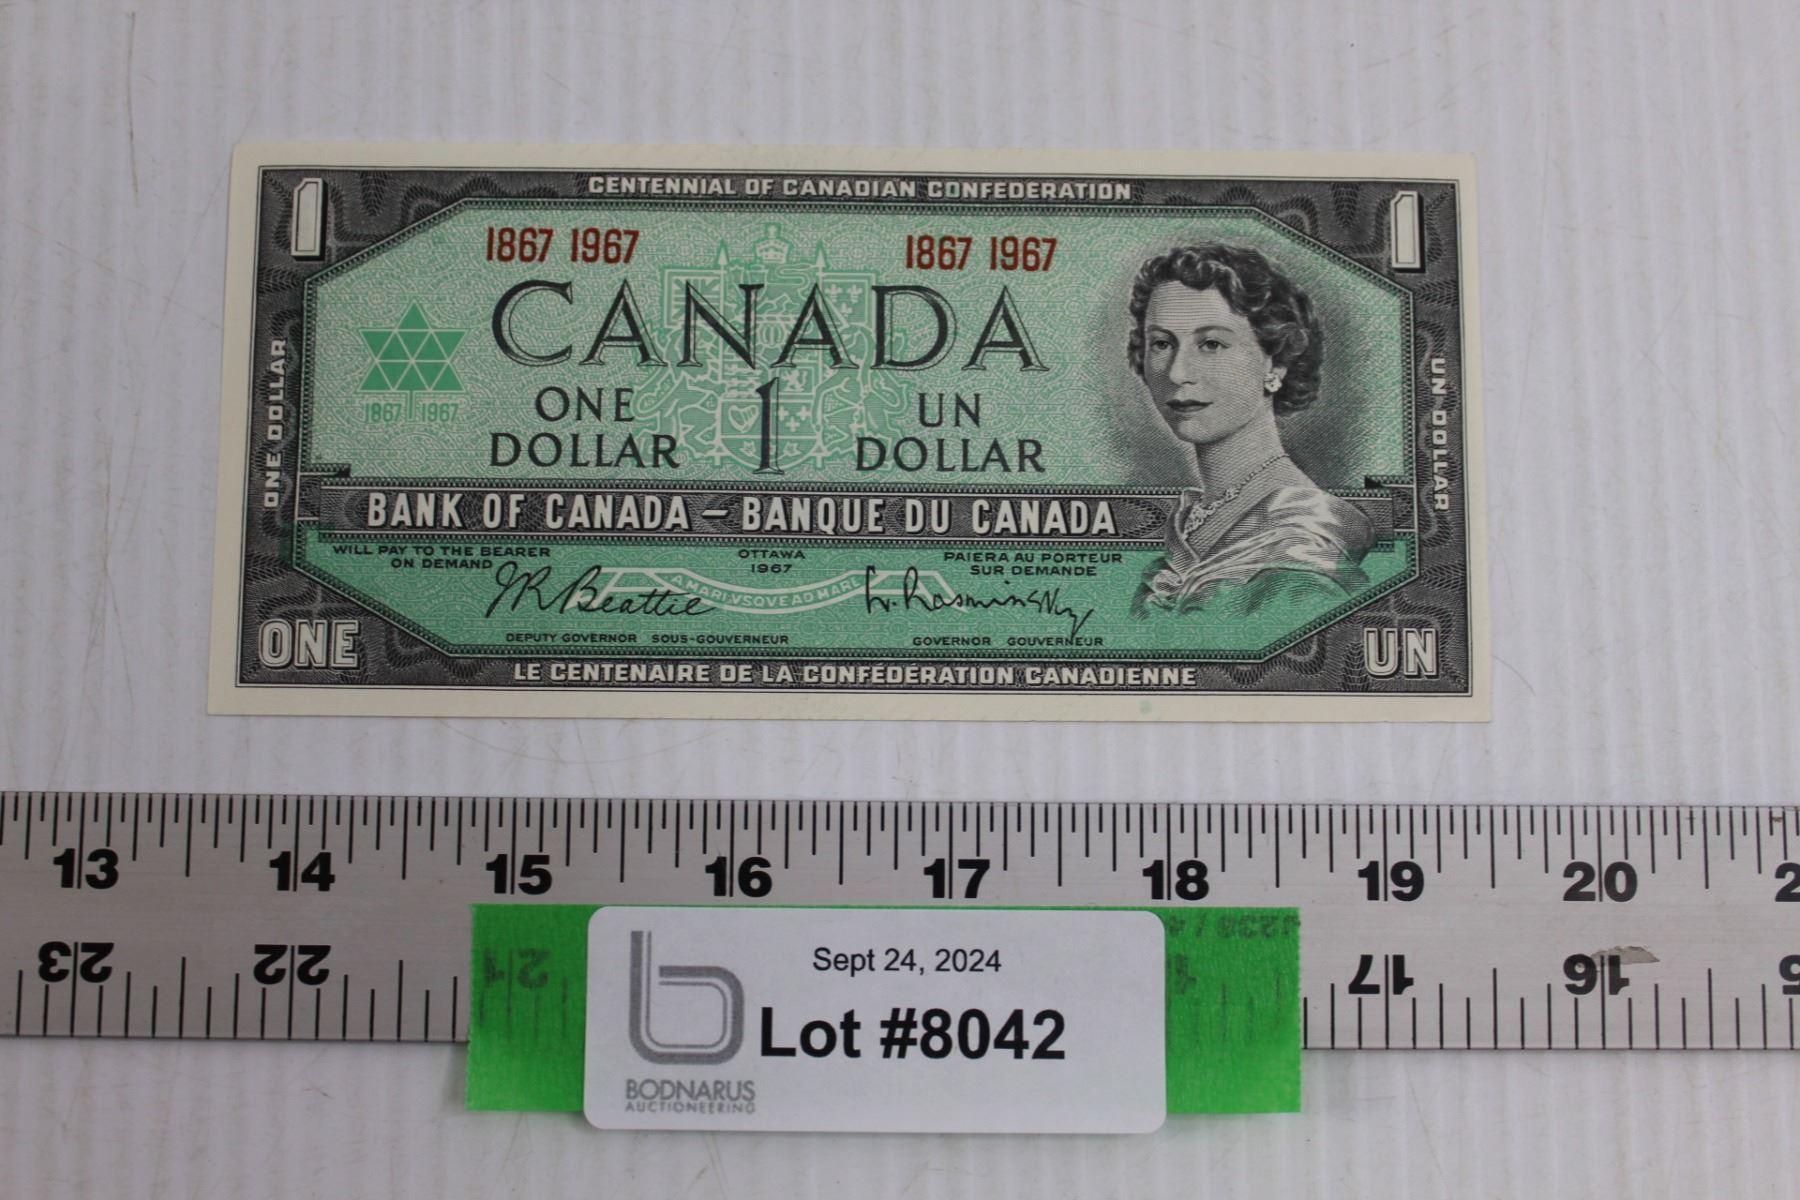 CENTENNIAL OF CANADIAN CONFEDERATION
1 1
1867 1967 1867 1967
CANADA
1867 1967
ONE DOLLAR 1 UN DOLLAR
ONE DOLLAR
UN DOLLAR
BANK OF CANADA – BANQUE DU CANADA
WILL PAY TO THE BEARER ON DEMAND
OTTAWA 1967
PAIERA AU PORTEUR SUR DEMANDE
A MARI VSQVE AD MARE
J R Beattie L. Rasminsky
DEPUTY GOVERNOR SOUS-GOUVERNEUR
GOVERNOR GOUVERNEUR
ONE UN
LE CENTENAIRE DE LA CONFÉDÉRATION CANADIENNE
13 14 15 16 17 18 19 20
23 22 21 17 16
Sept 24, 2024
Lot #8042
BODNARUS
AUCTIONEERING